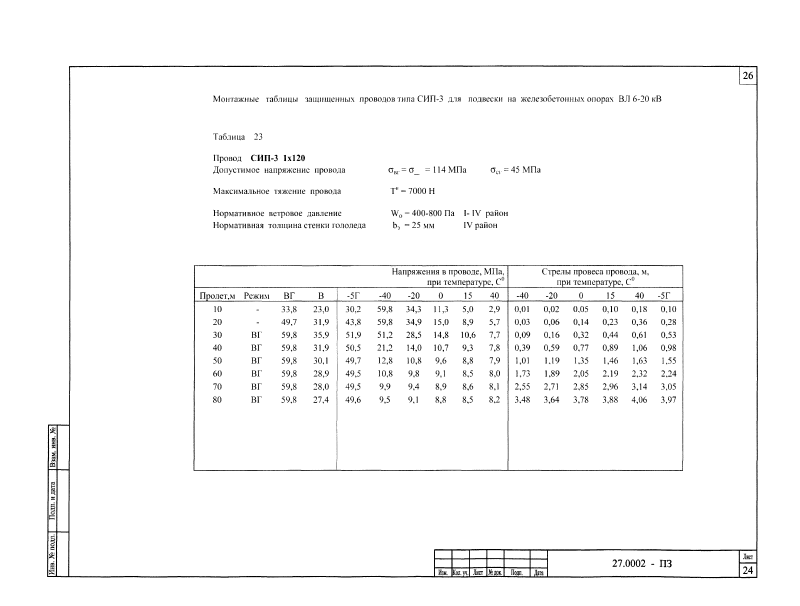 26
Монтажные таблицы защищенных проводов типа СИП-3 для подвески на железобетонных опорах ВЛ 6-20 кВ
Таблица 23
Провод СИП-3 1х120
Допустимое напряжение провода σвг = σ_ = 114 МПа σсг = 45 МПа
Максимальное тяжение провода = 7000 Н
Нормативное ветровое давление W₀ = 400-800 Па I- IV район
Нормативная толщина стенки гололеда bэ = 25 мм IV район
Напряжения в проводе, МПа, Стрелы провеса провода, м,
при температуре, С⁰ при температуре, С⁰
Пролет,м Режим ВГ В -5Г -40 -20 0 15 40 -40 -20 0 15 40 -5Г
10 - 33,8 23,0 30,2 59,8 34,3 11,3 5,0 2,9 0,01 0,02 0,05 0,10 0,18 0,10
20 - 49,7 31,9 43,8 59,8 34,9 15,0 8,9 5,7 0,03 0,06 0,14 0,23 0,36 0,28
30 ВГ 59,8 35,9 51,9 51,2 28,5 14,8 10,6 7,7 0,09 0,16 0,32 0,44 0,61 0,53
40 ВГ 59,8 31,9 50,5 21,2 14,0 10,7 9,3 7,8 0,39 0,59 0,77 0,89 1,06 0,98
50 ВГ 59,8 30,1 49,7 12,8 10,8 9,6 8,8 7,9 1,01 1,19 1,35 1,46 1,63 1,55
60 ВГ 59,8 28,9 49,5 10,8 9,8 9,1 8,5 8,0 1,73 1,89 2,05 2,19 2,32 2,24
70 ВГ 59,8 28,0 49,5 9,9 9,4 8,9 8,6 8,1 2,55 2,71 2,85 2,96 3,14 3,05
80 ВГ 59,8 27,4 49,6 9,5 9,1 8,8 8,5 8,2 3,48 3,64 3,78 3,88 4,06 3,97
Взам. инв. №
Подп. и дата
Инв. № подп.
Изм. Кол. уч. Лист № док. Подп. Дата
27.0002 - ПЗ
Лист
24